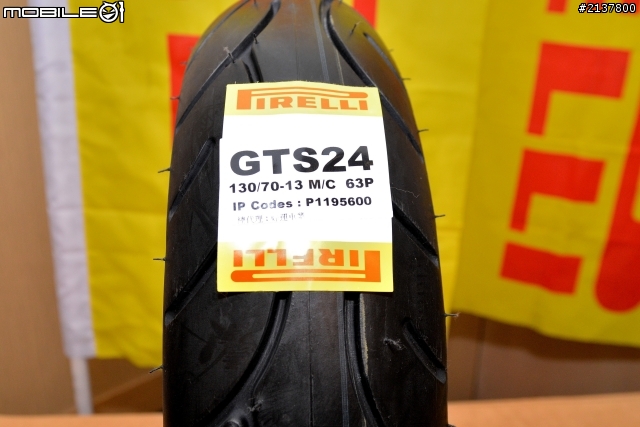 MOBILE01
#2137800
PIRELLI
GTS24
130/70-13 M/C 63P
IP Codes : P1195600
PIRELLI